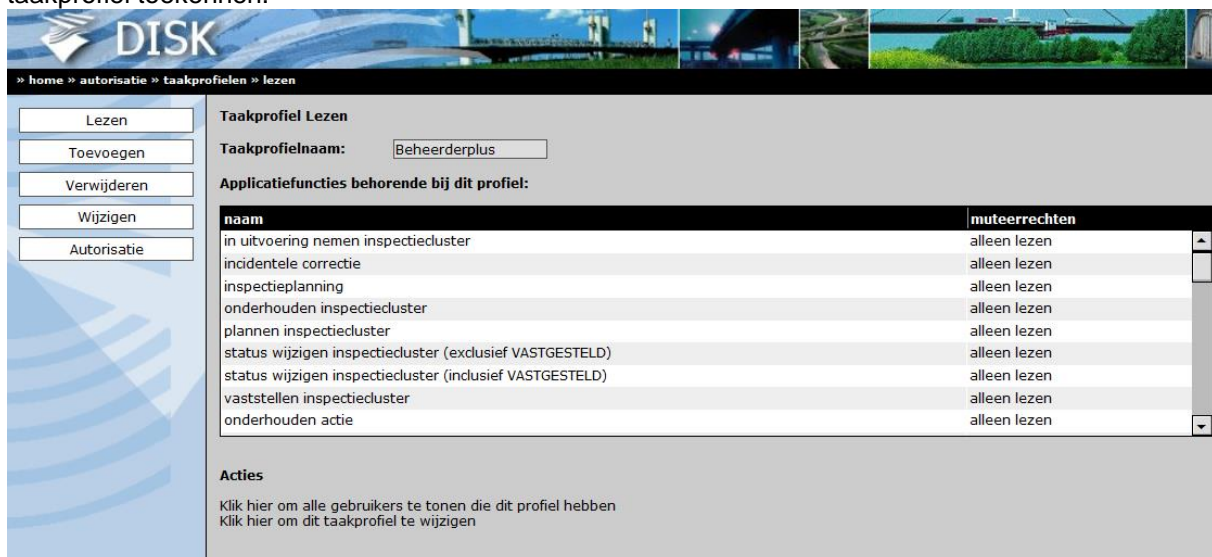 taakprofiel toekennen.
DISK
» home » autorisatie » taakprofielen » lezen
Lezen
Toevoegen
Verwijderen
Wijzigen
Autorisatie
Taakprofiel Lezen
Taakprofielnaam: Beheerderplus
Applicatiefuncties behorende bij dit profiel:
naam muteerrechten
in uitvoering nemen inspectiecluster alleen lezen
incidentele correctie alleen lezen
inspectieplanning alleen lezen
onderhouden inspectiecluster alleen lezen
plannen inspectiecluster alleen lezen
status wijzigen inspectiecluster (exclusief VASTGESTELD) alleen lezen
status wijzigen inspectiecluster (inclusief VASTGESTELD) alleen lezen
vaststellen inspectiecluster alleen lezen
onderhouden actie alleen lezen
Acties
Klik hier om alle gebruikers te tonen die dit profiel hebben
Klik hier om dit taakprofiel te wijzigen